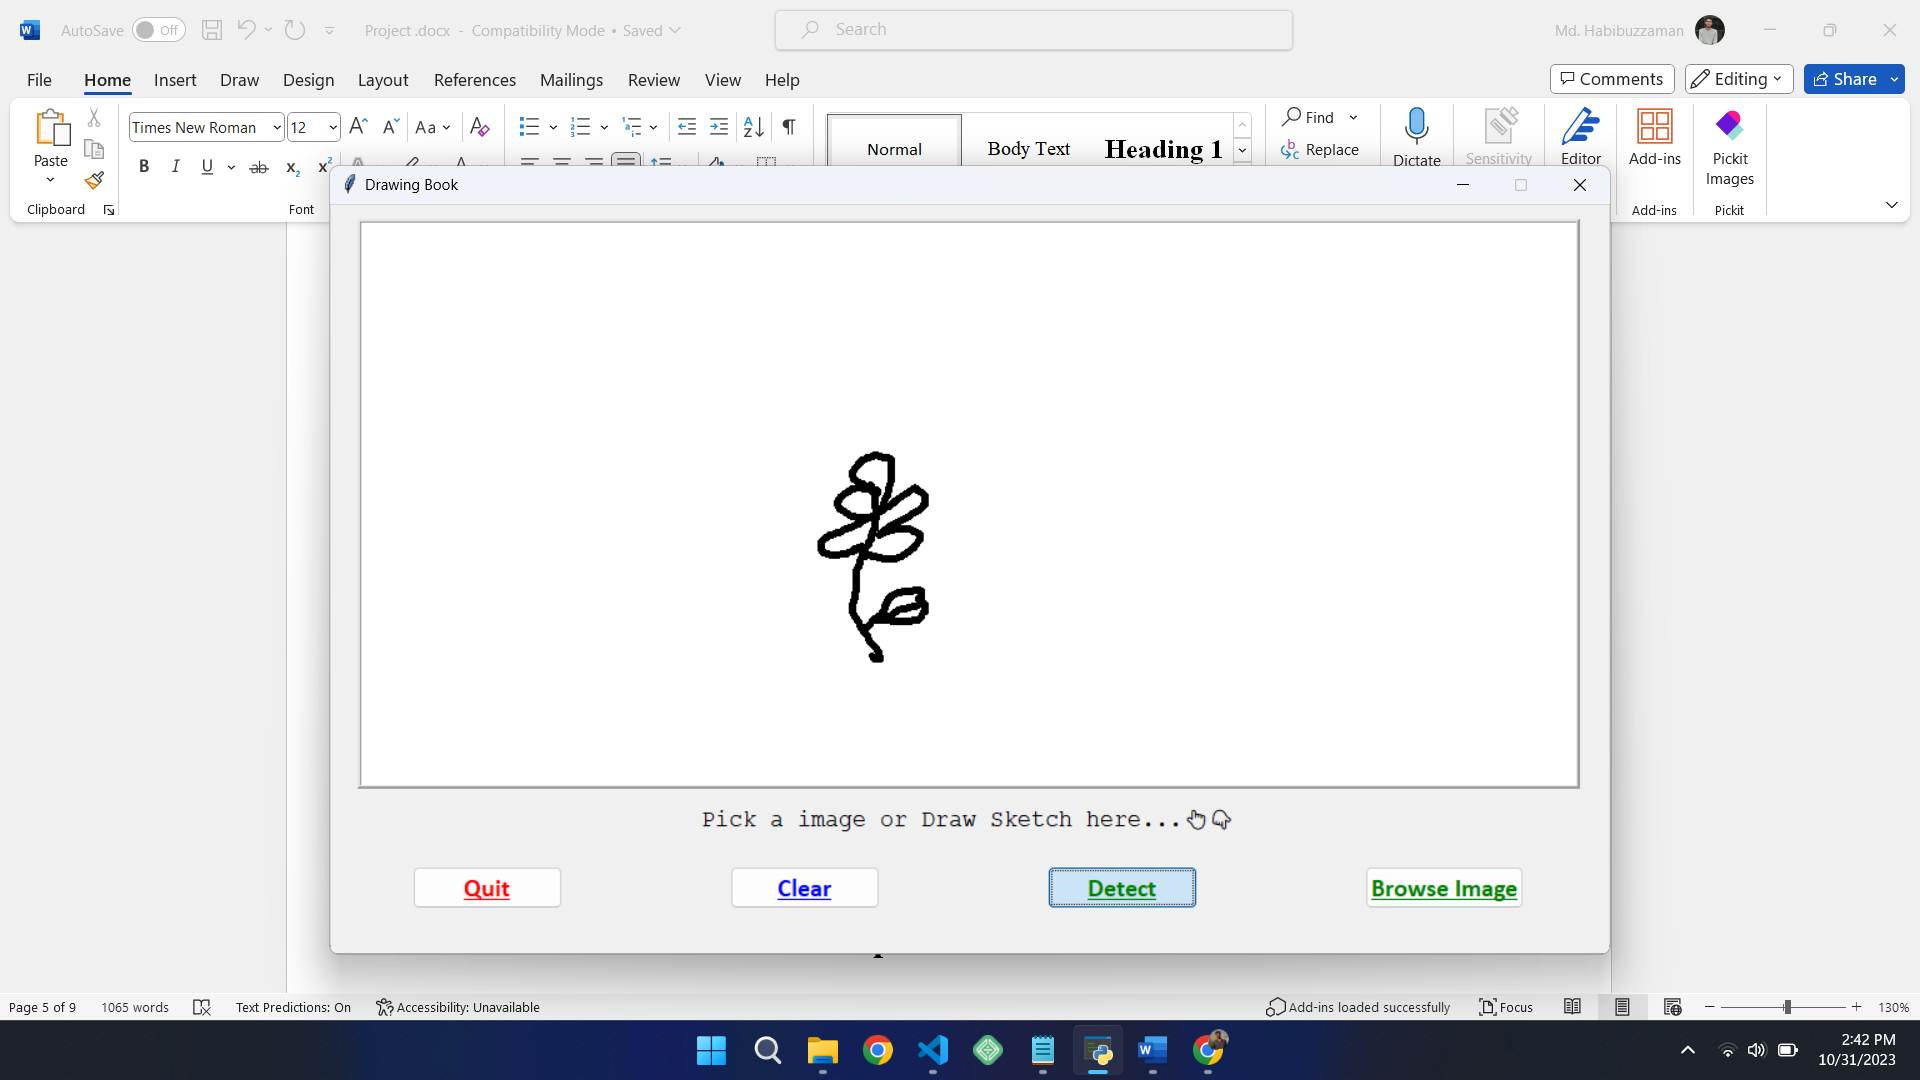 AutoSave Off Project .docx - Compatibility Mode • Saved Search Md. Habibuzzaman
File Home Insert Draw Design Layout References Mailings Review View Help Comments Editing Share
Times New Roman 12 Aa Normal Body Text Heading 1 Find
Paste B I U ab x2 x2 Replace Dictate Sensitivity Editor Add-ins Pickit Images
Clipboard Font Add-ins Pickit
Drawing Book
Pick a image or Draw Sketch here...
Quit Clear Detect Browse Image
Page 5 of 9 1065 words Text Predictions: On Accessibility: Unavailable Add-ins loaded successfully Focus 130%
2:42 PM
10/31/2023